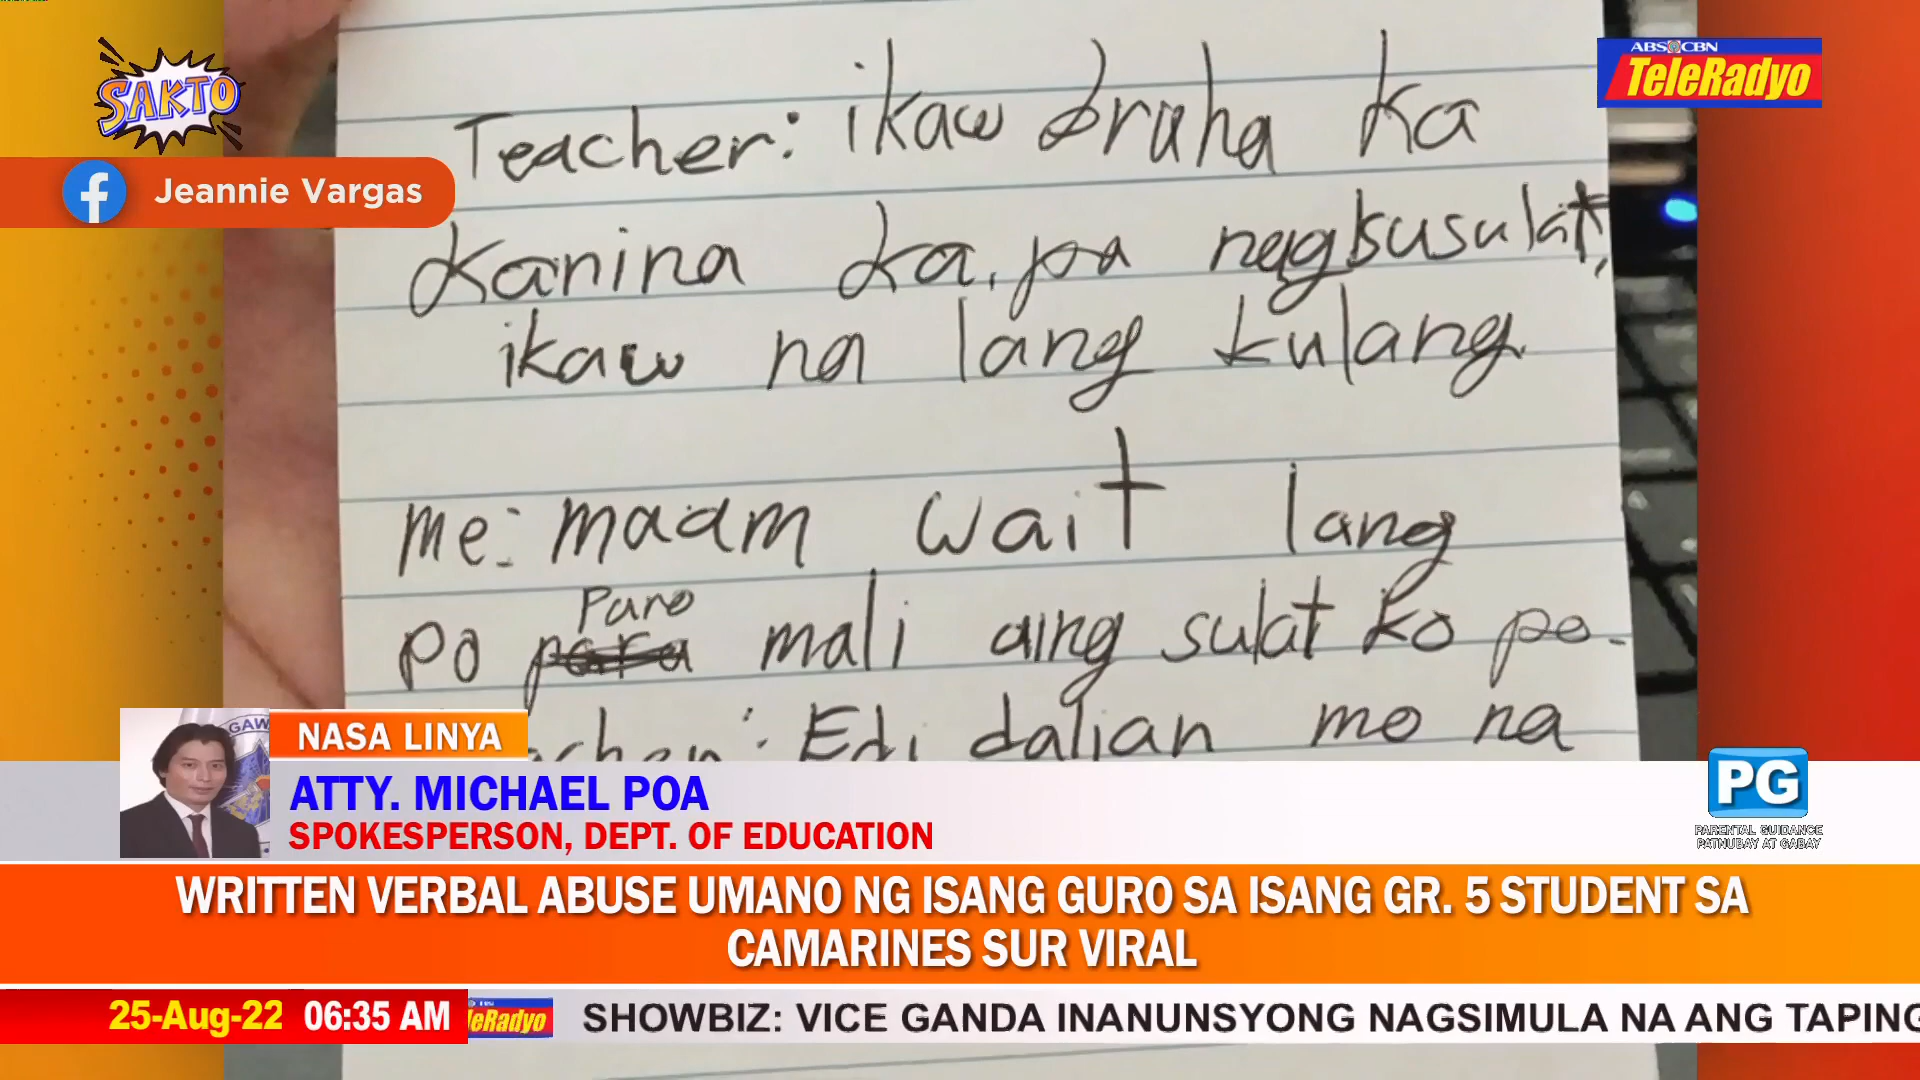 SAKTO
ABS CBN
TeleRadyo
Jeannie Vargas
Teacher: ikaw bruha ka
kanina ka pa nagsusulat,
ikaw na lang kulang.
me: maam wait lang
Paro
po para mali aing sulat ko po.
: Edi dalian mo na
GAW
NASA LINYA
ATTY. MICHAEL POA
SPOKESPERSON, DEPT. OF EDUCATION
PG
PARENTAL GUIDANCE
PATNUBAY AT GABAY
WRITTEN VERBAL ABUSE UMANO NG ISANG GURO SA ISANG GR. 5 STUDENT SA
CAMARINES SUR VIRAL
25-Aug-22 06:35 AM leRadyo SHOWBIZ: VICE GANDA INANUNSYONG NAGSIMULA NA ANG TAPING